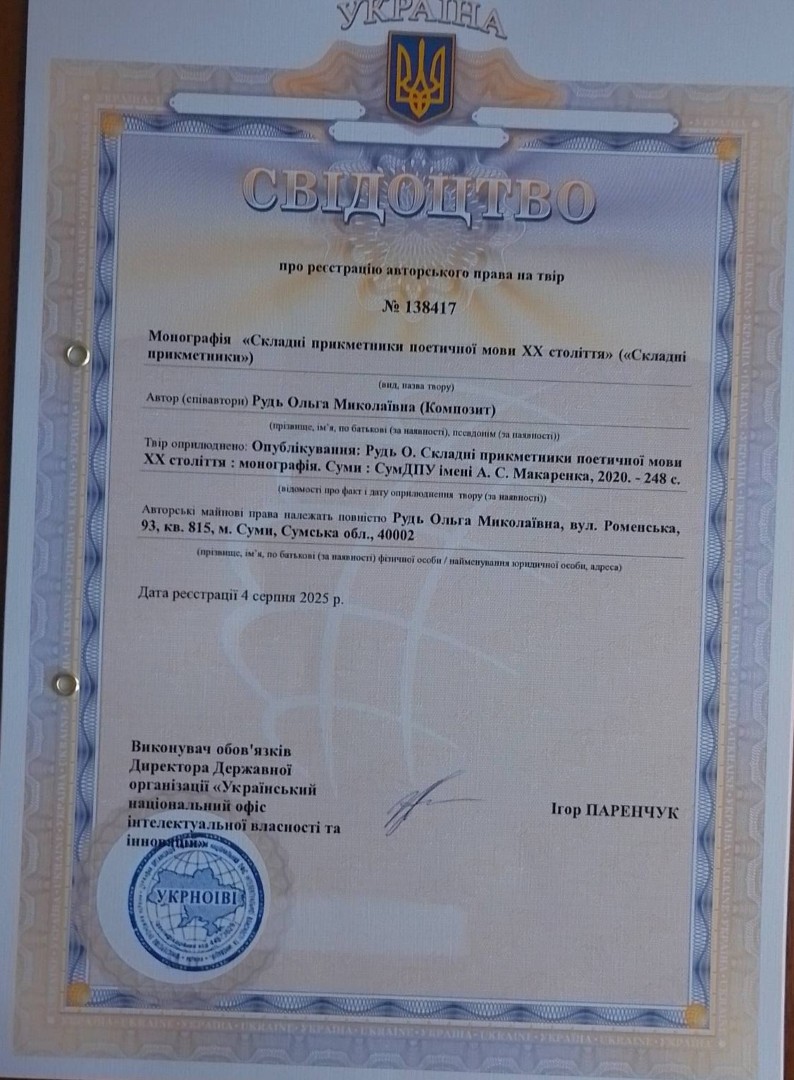 УКРАЇНА
СВІДОЦТВО
про реєстрацію авторського права на твір
№ 138417
Монографія «Складні прикметники поетичної мови ХХ століття» («Складні
прикметники»)
(вид, назва твору)
Автор (співавтори) Рудь Ольга Миколаївна (Композит)
(прізвище, ім'я, по батькові (за наявності), псевдонім (за наявності))
Твір оприлюднено: Опублікування: Рудь О. Складні прикметники поетичної мови
ХХ століття : монографія. Суми : СумДПУ імені А. С. Макаренка, 2020. - 248 с.
(відомості про факт і дату оприлюднення твору (за наявності))
Авторські майнові права належать повністю Рудь Ольга Миколаївна, вул. Роменська,
93, кв. 815, м. Суми, Сумська обл., 40002
(прізвище, ім'я, по батькові (за наявності) фізичної особи / найменування юридичної особи, адреса)
Дата реєстрації 4 серпня 2025 р.
Виконувач обов'язків
Директора Державної
організації «Український
національний офіс
інтелектуальної власності та
інновацій»
Ігор ПАРЕНЧУК
УКРНОІВІ